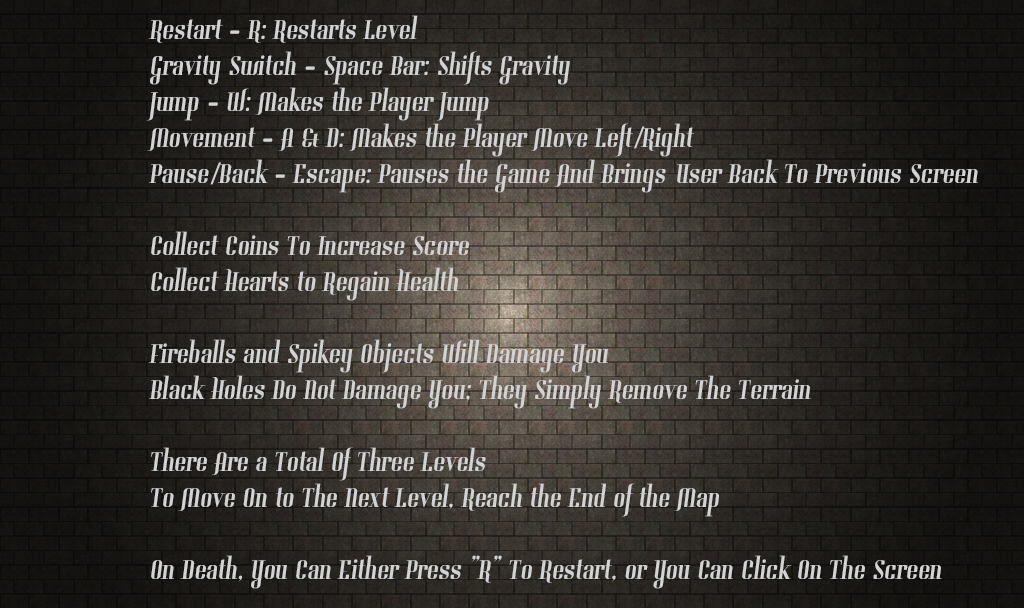 Restart - R: Restarts Level
Gravity Switch - Space Bar: Shifts Gravity
Jump - W: Makes the Player Jump
Movement - A & D: Makes the Player Move Left/Right
Pause/Back - Escape: Pauses the Game And Brings User Back To Previous Screen
Collect Coins To Increase Score
Collect Hearts to Regain Health
Fireballs and Spikey Objects Will Damage You
Black Holes Do Not Damage You; They Simply Remove The Terrain
There Are a Total Of Three Levels
To Move On to The Next Level, Reach the End of the Map
On Death, You Can Either Press "R" To Restart, or You Can Click On The Screen